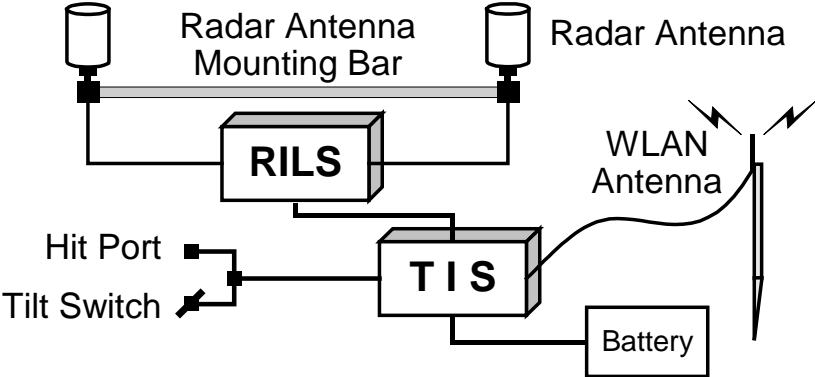 Radar Antenna
Mounting Bar
Radar Antenna
RILS
WLAN
Antenna
Hit Port
Tilt Switch
T I S
Battery